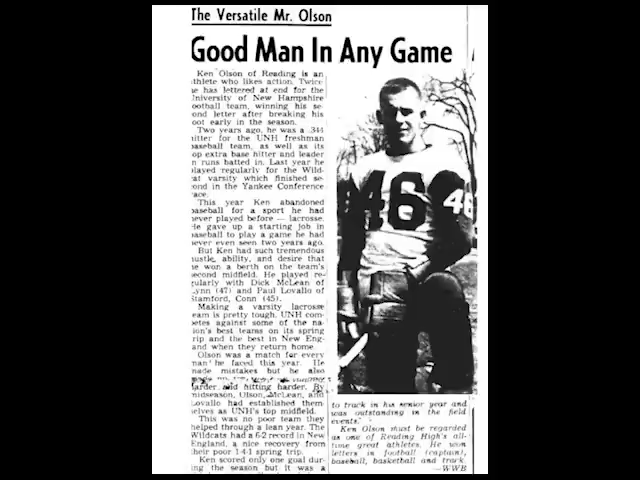 The Versatile Mr. Olson
Good Man In Any Game
Ken Olson of Reading is an
athlete who likes action. Twice
he has lettered at end for the
University of New Hampshire
football team, winning his se-
cond letter after breaking his
foot early in the season.
Two years ago, he was a .344
hitter for the UNH freshman
baseball team, as well as its
top extra base hitter and leader
in runs batted in. Last year he
played regularly for the Wild-
cat varsity which finished se-
cond in the Yankee Conference
race.
This year Ken abandoned
baseball for a sport he had
never played before — lacrosse.
He gave up a starting job in
baseball to play a game he had
never even seen two years ago.
But Ken had such tremendous
hustle, ability, and desire that
he won a berth on the team's
second midfield. He played re-
gularly with Dick McLean of
Lynn (47) and Paul Lovallo of
Stamford, Conn (45).
Making a varsity lacrosse
team is pretty tough. UNH com-
petes against some of the na-
tion's best teams on its spring
trip and the best in New Eng-
land when they return home.
Olson was a match for every
man he faced this year. He
made mistakes but he also
harder and hitting harder. By
midseason, Olson, McLean, and
Lovallo had established them
selves as UNH's top midfield.
This was no poor team they
helped through a lean year. The
Wildcats had a 6-2 record in New
England, a nice recovery from
their poor 1-4-1 spring trip.
Ken scored only one goal dur-
ing the season but it was a
46
4
to track in his senior year and
was outstanding in the field
events."
Ken Olson must be regarded
as one of Reading High's all-
time great athletes. He won
letters in football (captain),
baseball, basketball and track.
—WWB